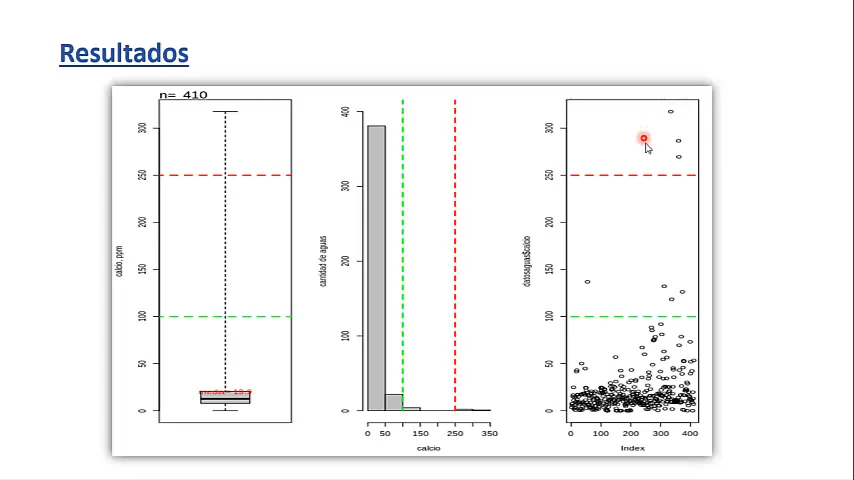 Resultados
n= 410
calcio, ppm
0
50
100
150
200
250
300
cantidad de aguas
0
100
200
300
400
0 50 150 250 350
calcio
datosaguas$calcio
0
50
100
150
200
250
300
0 100 200 300 400
Index